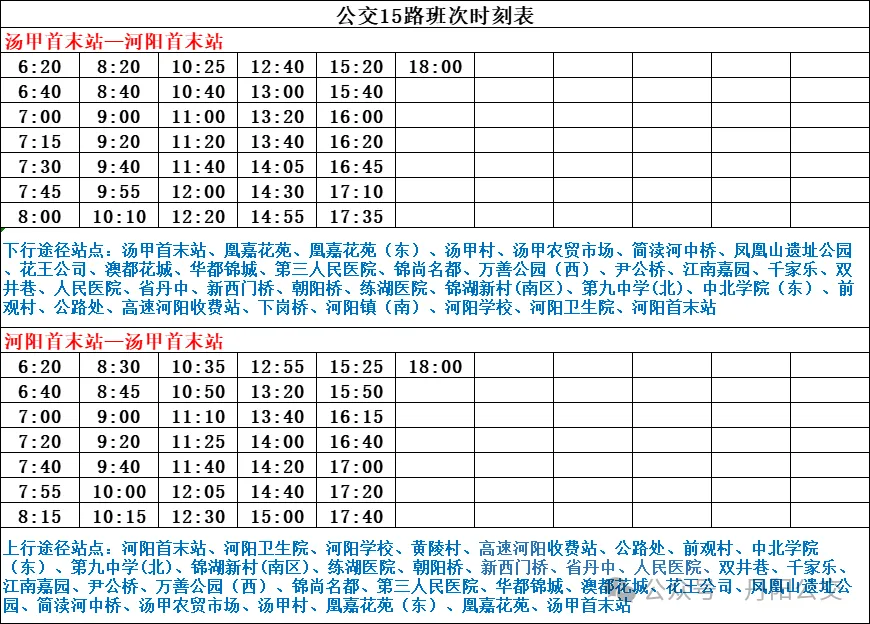 公交15路班次时刻表
汤甲首末站—河阳首末站
6:20 8:20 10:25 12:40 15:20 18:00
6:40 8:40 10:40 13:00 15:40
7:00 9:00 11:00 13:20 16:00
7:15 9:20 11:20 13:40 16:20
7:30 9:40 11:40 14:05 16:45
7:45 9:55 12:00 14:30 17:10
8:00 10:10 12:20 14:55 17:35
下行途径站点：汤甲首末站、凰嘉花苑、凰嘉花苑（东）、汤甲村、汤甲农贸市场、简渎河中桥、凤凰山遗址公园
、花王公司、澳都花城、华都锦城、第三人民医院、锦尚名都、万善公园（西）、尹公桥、江南嘉园、千家乐、双
井巷、人民医院、省丹中、新西门桥、朝阳桥、练湖医院、锦湖新村(南区)、第九中学(北)、中北学院（东）、前
观村、公路处、高速河阳收费站、下岗桥、河阳镇（南）、河阳学校、河阳卫生院、河阳首末站
河阳首末站—汤甲首末站
6:20 8:30 10:35 12:55 15:25 18:00
6:40 8:45 10:50 13:20 15:50
7:00 9:00 11:10 13:40 16:15
7:20 9:20 11:25 14:00 16:40
7:40 9:40 11:40 14:20 17:00
7:55 10:00 12:05 14:40 17:20
8:15 10:15 12:30 15:00 17:40
上行途径站点：河阳首末站、河阳卫生院、河阳学校、黄陵村、高速河阳收费站、公路处、前观村、中北学院
（东）、第九中学(北)、锦湖新村(南区)、练湖医院、朝阳桥、新西门桥、省丹中、人民医院、双井巷、千家乐、
江南嘉园、尹公桥、万善公园（西）、锦尚名都、第三人民医院、华都锦城、澳都花城、花王公司、凤凰山遗址公
园、简渎河中桥、汤甲农贸市场、汤甲村、凰嘉花苑（东）、凰嘉花苑、汤甲首末站
公众号·丹阳公交